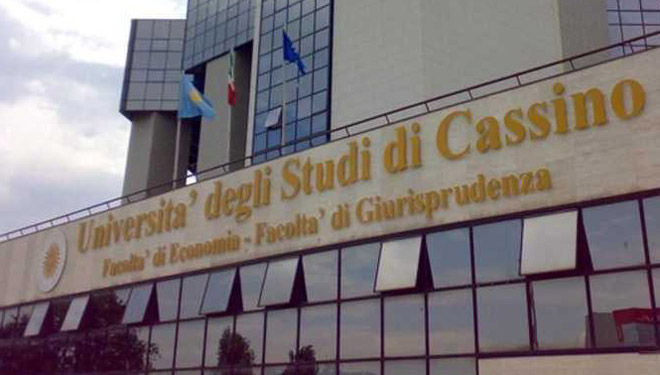 Universita' degli Studi di Cassino
Facolta' di Economia - Facolta' di Giurisprudenza